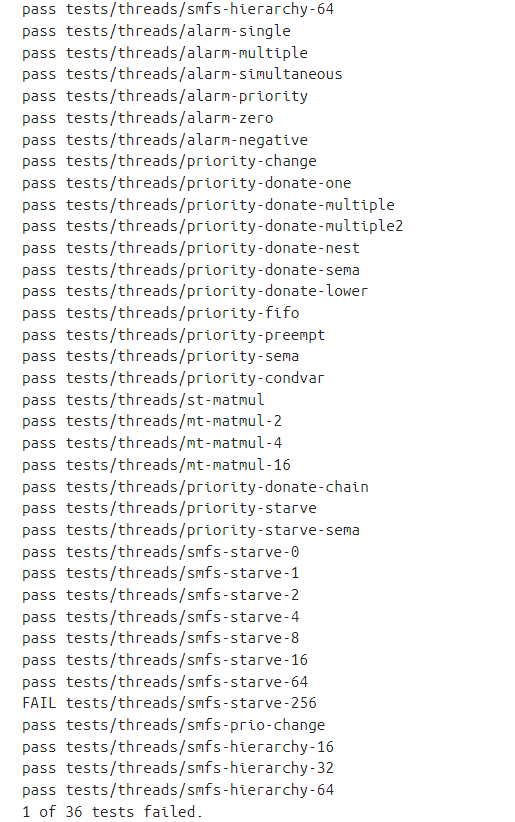 pass tests/threads/smfs-hierarchy-64
pass tests/threads/alarm-single
pass tests/threads/alarm-multiple
pass tests/threads/alarm-simultaneous
pass tests/threads/alarm-priority
pass tests/threads/alarm-zero
pass tests/threads/alarm-negative
pass tests/threads/priority-change
pass tests/threads/priority-donate-one
pass tests/threads/priority-donate-multiple
pass tests/threads/priority-donate-multiple2
pass tests/threads/priority-donate-nest
pass tests/threads/priority-donate-sema
pass tests/threads/priority-donate-lower
pass tests/threads/priority-fifo
pass tests/threads/priority-preempt
pass tests/threads/priority-sema
pass tests/threads/priority-condvar
pass tests/threads/st-matmul
pass tests/threads/mt-matmul-2
pass tests/threads/mt-matmul-4
pass tests/threads/mt-matmul-16
pass tests/threads/priority-donate-chain
pass tests/threads/priority-starve
pass tests/threads/priority-starve-sema
pass tests/threads/smfs-starve-0
pass tests/threads/smfs-starve-1
pass tests/threads/smfs-starve-2
pass tests/threads/smfs-starve-4
pass tests/threads/smfs-starve-8
pass tests/threads/smfs-starve-16
pass tests/threads/smfs-starve-64
FAIL tests/threads/smfs-starve-256
pass tests/threads/smfs-prio-change
pass tests/threads/smfs-hierarchy-16
pass tests/threads/smfs-hierarchy-32
pass tests/threads/smfs-hierarchy-64
1 of 36 tests failed.